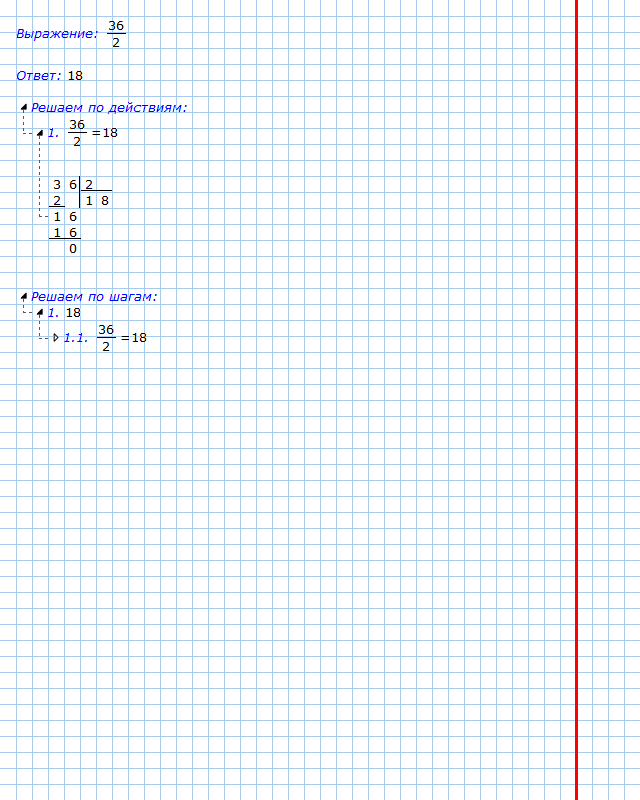 Выражение: 36/2
Ответ: 18
Решаем по действиям:
1. 36/2 =18
3 6 2
2 1 8
1 6
1 6
0
Решаем по шагам:
1. 18
1.1. 36/2 =18